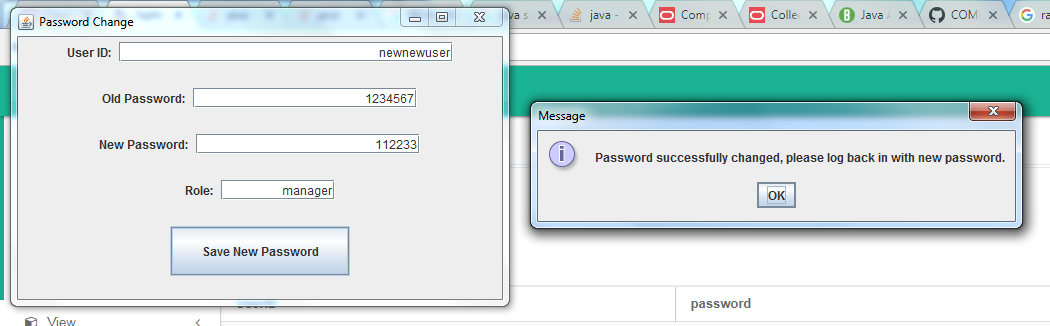 Password Change
User ID: newnewuser
Old Password: 1234567
New Password: 112233
Role: manager
Save New Password
java s
java -
Comp
Colle
Java A
COM
ra
Message
Password successfully changed, please log back in with new password.
OK
password
View